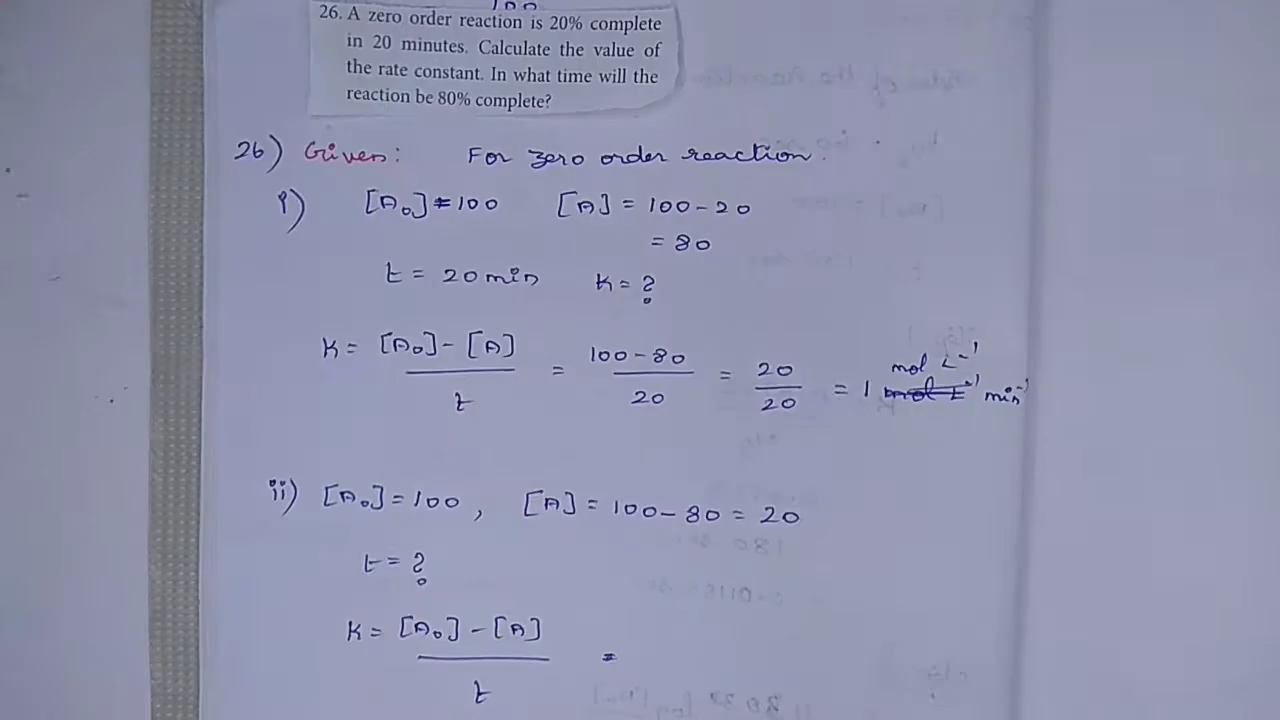 100
26. A zero order reaction is 20% complete
in 20 minutes. Calculate the value of
the rate constant. In what time will the
reaction be 80% complete?
26) Given: For zero order reaction.
i) [A₀] = 100 [A] = 100 - 20
= 80
t = 20 min K = ?
K = [A₀] - [A] / t = 100 - 80 / 20 = 20 / 20 = 1 mol L⁻¹ min⁻¹
ii) [A₀] = 100, [A] = 100 - 80 = 20
t = ?
K = [A₀] - [A] / t =